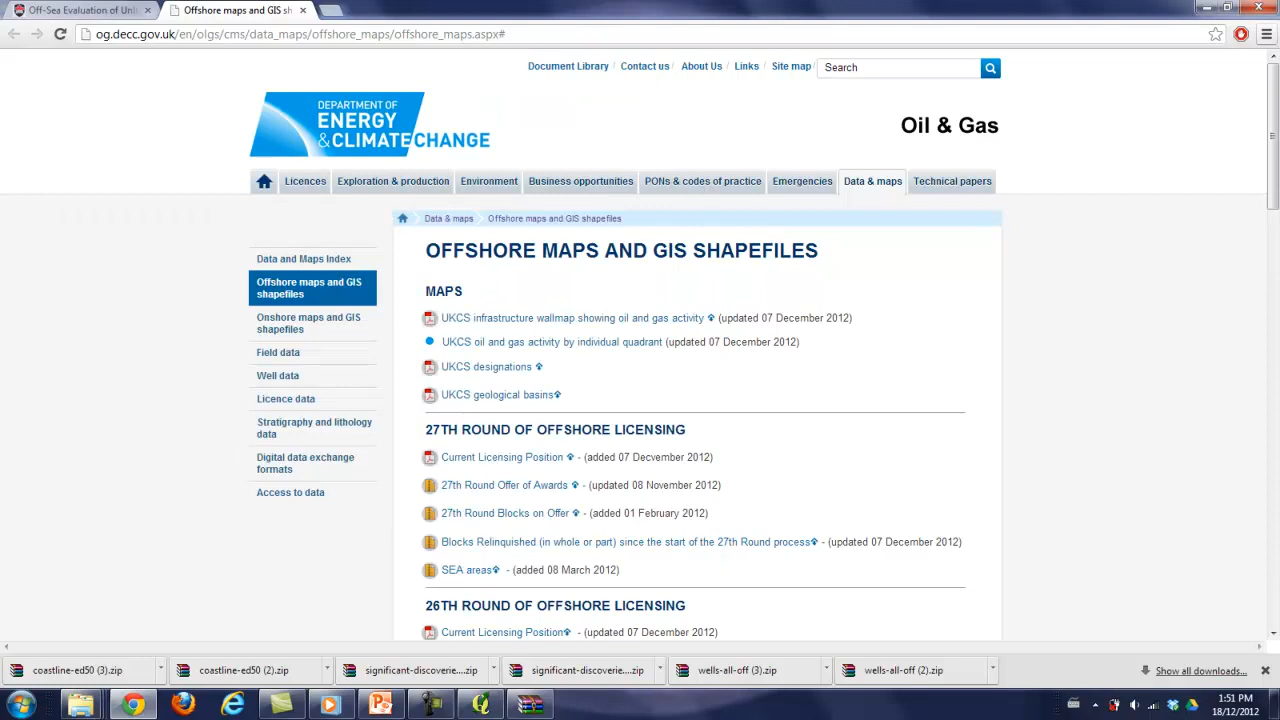 Off-Sea Evaluation of Unli
Offshore maps and GIS sh
og.decc.gov.uk/en/olgs/cms/data_maps/offshore_maps/offshore_maps.aspx#
Document Library / Contact us / About Us / Links / Site map /
Search
DEPARTMENT OF
ENERGY
&CLIMATE CHANGE
Oil & Gas
Licences
Exploration & production
Environment
Business opportunities
PONs & codes of practice
Emergencies
Data & maps
Technical papers
Data & maps
Offshore maps and GIS shapefiles
Data and Maps Index
Offshore maps and GIS
shapefiles
Onshore maps and GIS
shapefiles
Field data
Well data
Licence data
Stratigraphy and lithology
data
Digital data exchange
formats
Access to data
OFFSHORE MAPS AND GIS SHAPEFILES
MAPS
UKCS infrastructure wallmap showing oil and gas activity (updated 07 December 2012)
UKCS oil and gas activity by individual quadrant (updated 07 December 2012)
UKCS designations
UKCS geological basins
27TH ROUND OF OFFSHORE LICENSING
Current Licensing Position - (added 07 Decvember 2012)
27th Round Offer of Awards - (updated 08 November 2012)
27th Round Blocks on Offer - (added 01 February 2012)
Blocks Relinquished (in whole or part) since the start of the 27th Round process - (updated 07 December 2012)
SEA areas - (added 08 March 2012)
26TH ROUND OF OFFSHORE LICENSING
Current Licensing Position - (updated 07 December 2012)
coastline-ed50 (3).zip
coastline-ed50 (2).zip
significant-discoverie....zip
significant-discoverie....zip
wells-all-off (3).zip
wells-all-off (2).zip
Show all downloads...
1:51 PM
18/12/2012